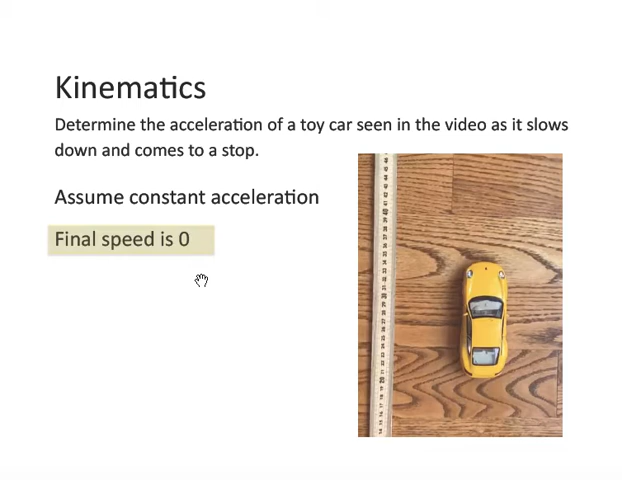 Kinematics
Determine the acceleration of a toy car seen in the video as it slows
down and comes to a stop.
Assume constant acceleration
Final speed is 0